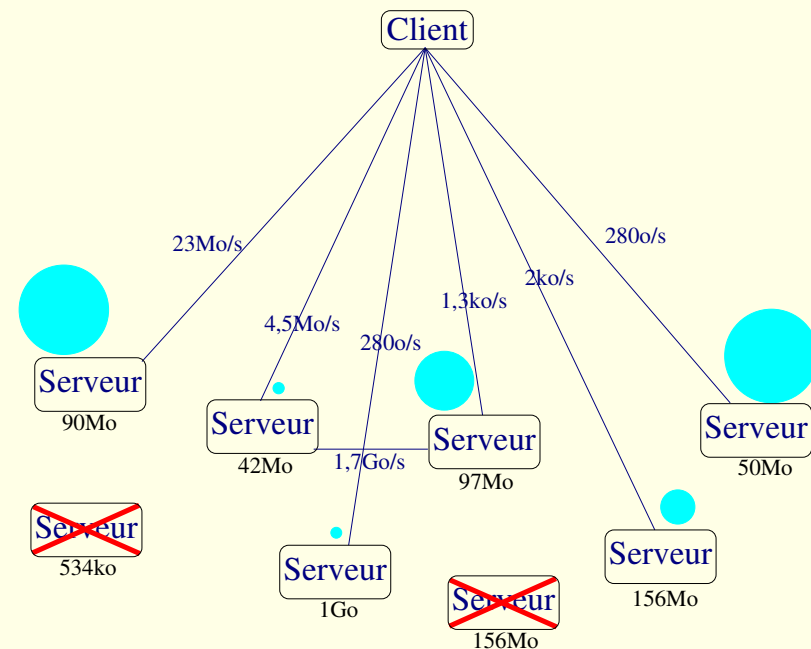 Client
23Mo/s
280o/s
2ko/s
1,3ko/s
4,5Mo/s
280o/s
Serveur
90Mo
Serveur
42Mo
1,7Go/s
Serveur
97Mo
Serveur
50Mo
Serveur
534ko
Serveur
1Go
Serveur
156Mo
Serveur
156Mo